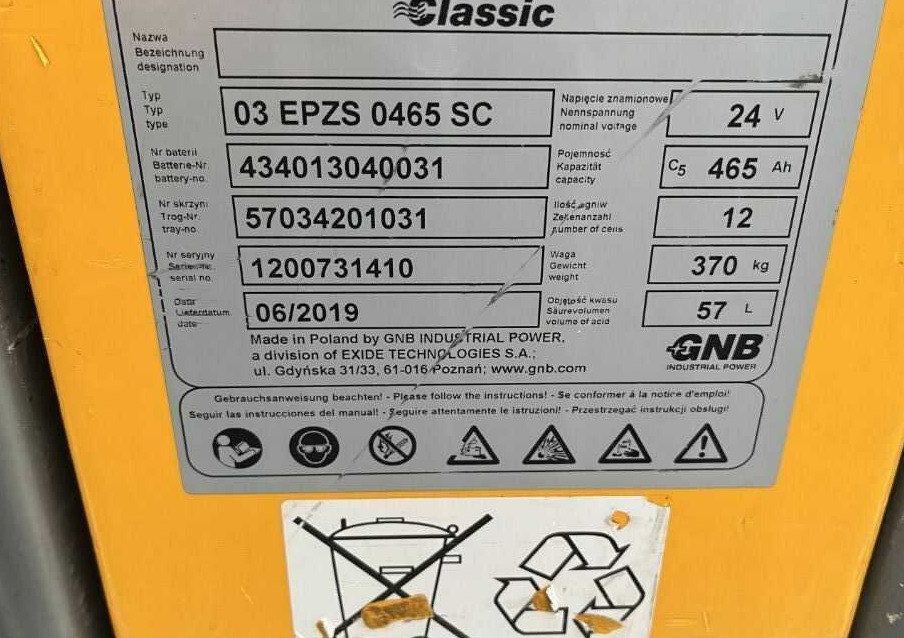 Classic
Nazwa
Bezeichnung
designation
Typ
Typ
type
03 EPZS 0465 SC
Napięcie znamionowe
Nennspannung
nominal voltage
24 V
Nr baterii
Batterie-Nr.
battery-no.
434013040031
Pojemność
Kapazität
capacity
C5 465 Ah
Nr skrzyni
Trog-Nr.
tray-no.
57034201031
Ilość ogniw
Zellenanzahl
number of cells
12
Nr seryjny
serial no.
1200731410
Waga
Gewicht
weight
370 kg
Data
Lieferdatum
date
06/2019
Objętość kwasu
Säurevolumen
volume of acid
57 L
Made in Poland by GNB INDUSTRIAL POWER,
a division of EXIDE TECHNOLOGIES S.A.;
ul. Gdyńska 31/33, 61-016 Poznań; www.gnb.com
GNB
INDUSTRIAL POWER
Gebrauchsanweisung beachten! - Please follow the instructions! - Se conformer à la notice d'emploi!
Seguir las instrucciones del manual! - Seguire attentamente le istruzioni! - Przestrzegać instrukcji obsługi!